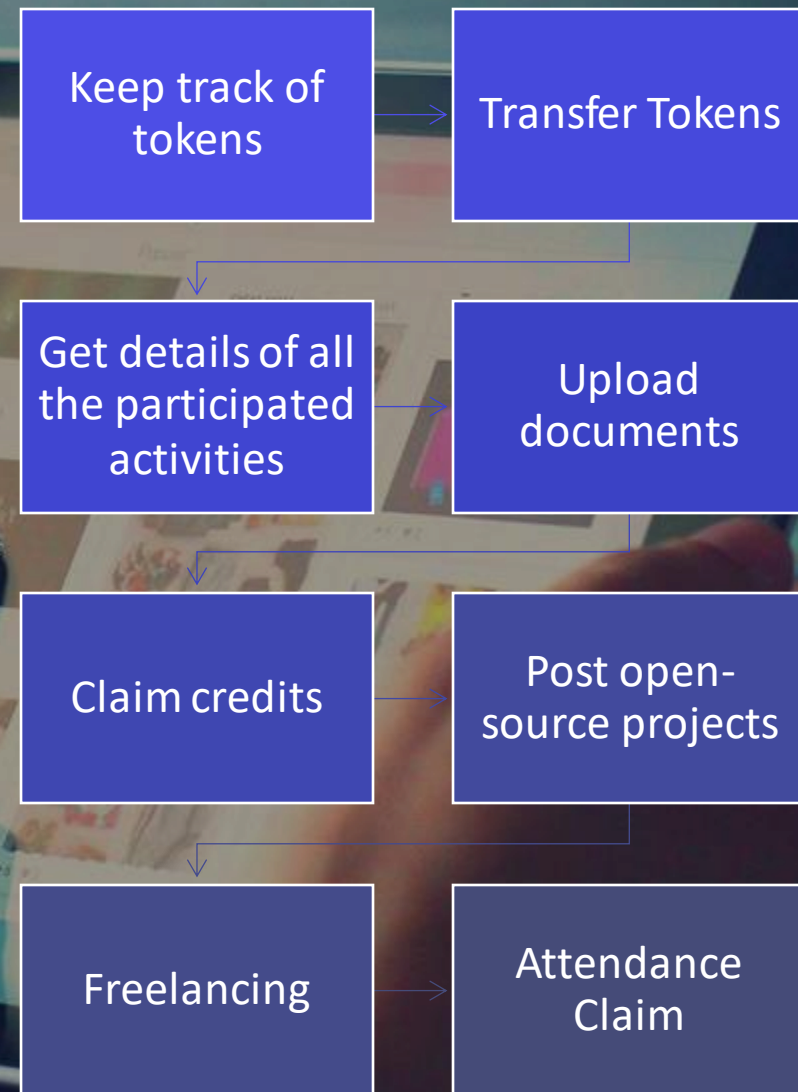 Keep track of
tokens
Transfer Tokens
Get details of all
the participated
activities
Upload
documents
Claim credits
Post open-
source projects
Freelancing
Attendance
Claim